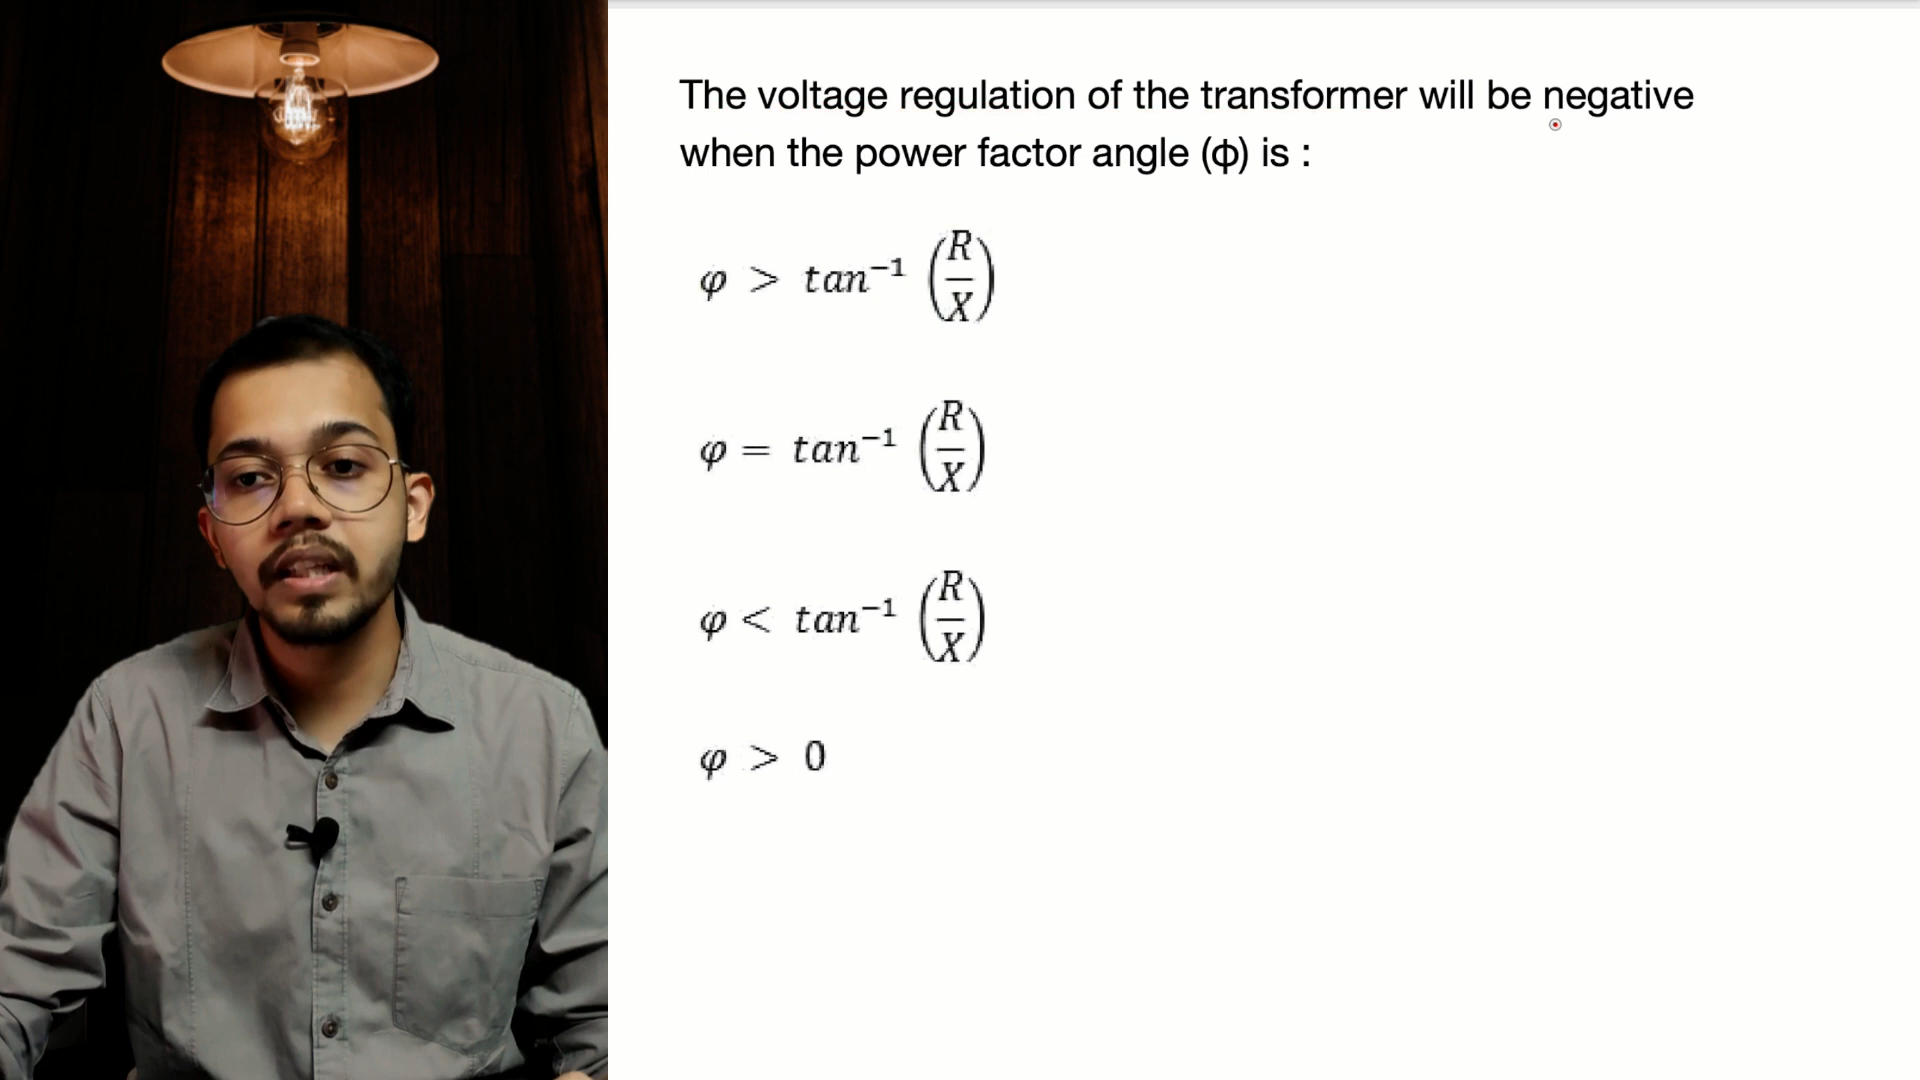 The voltage regulation of the transformer will be negative
when the power factor angle (φ) is :
φ > tan⁻¹ (R/X)
φ = tan⁻¹ (R/X)
φ < tan⁻¹ (R/X)
φ > 0